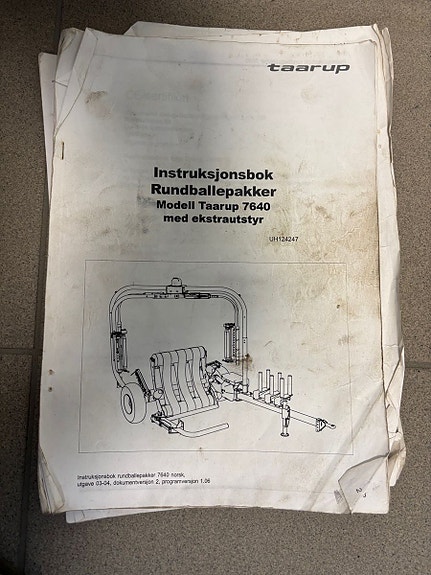 taarup
Instruksjonsbok
Rundballepakker
Modell Taarup 7640
med ekstrautstyr
UH124247
Instruksjonsbok rundballepakker 7640 norsk,
utgave 03-04, dokumentversjon 2, programversjon 1.06